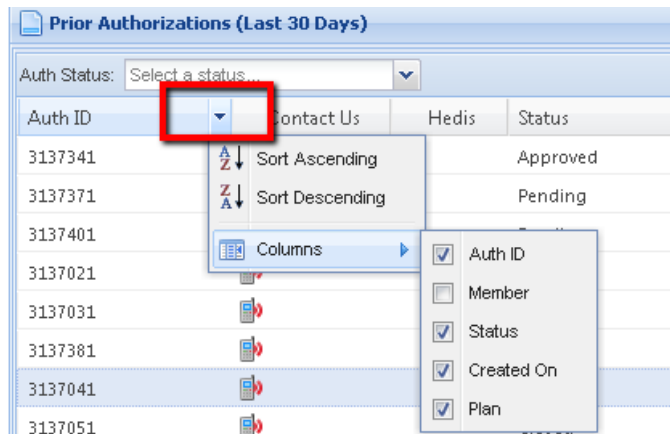 Prior Authorizations (Last 30 Days)
Auth Status: Select a status...
Auth ID Contact Us Hedis Status
3137341 Sort Ascending Approved
3137371 Sort Descending Pending
3137401
Columns Auth ID
3137021
Member
3137031
Status
3137381
Created On
3137041
Plan
3137051